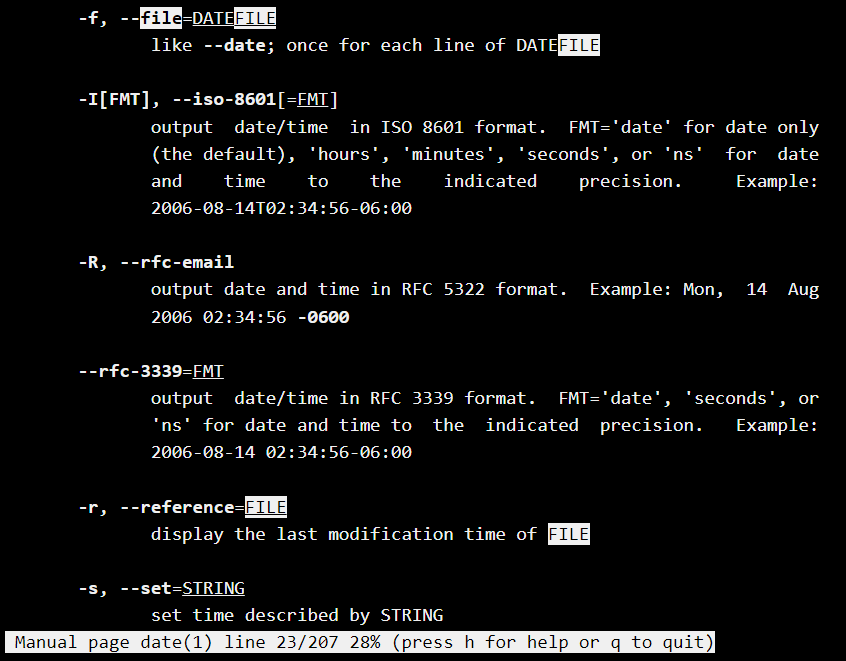 -f, --file=DATEFILE
like --date; once for each line of DATEFILE
-I[FMT], --iso-8601[=FMT]
output  date/time  in ISO 8601 format.  FMT='date' for date only
(the default), 'hours', 'minutes', 'seconds', or 'ns'  for  date
and    time    to    the    indicated    precision.     Example:
2006-08-14T02:34:56-06:00
-R, --rfc-email
output date and time in RFC 5322 format.  Example: Mon,  14  Aug
2006 02:34:56 -0600
--rfc-3339=FMT
output  date/time in RFC 3339 format.  FMT='date', 'seconds', or
'ns' for date and time to  the  indicated  precision.   Example:
2006-08-14 02:34:56-06:00
-r, --reference=FILE
display the last modification time of FILE
-s, --set=STRING
set time described by STRING
Manual page date(1) line 23/207 28% (press h for help or q to quit)